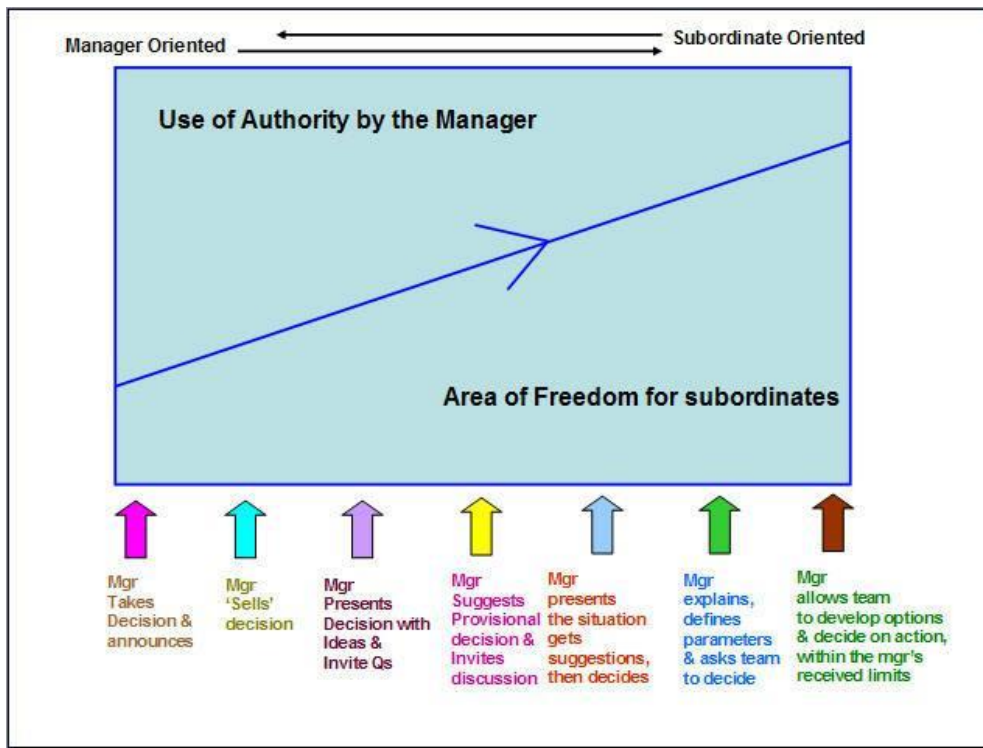 Manager Oriented
Subordinate Oriented
Use of Authority by the Manager
Area of Freedom for subordinates
Mgr
Takes
Decision &
announces
Mgr
‘Sells’
decision
Mgr
Presents
Decision with
Ideas &
Invite Qs
Mgr
Suggests
Provisional
decision &
Invites
discussion
Mgr
presents
the situation
gets
suggestions,
then decides
Mgr
explains,
defines
parameters
& asks team
to decide
Mgr
allows team
to develop options
& decide on action,
within the mgr's
received limits